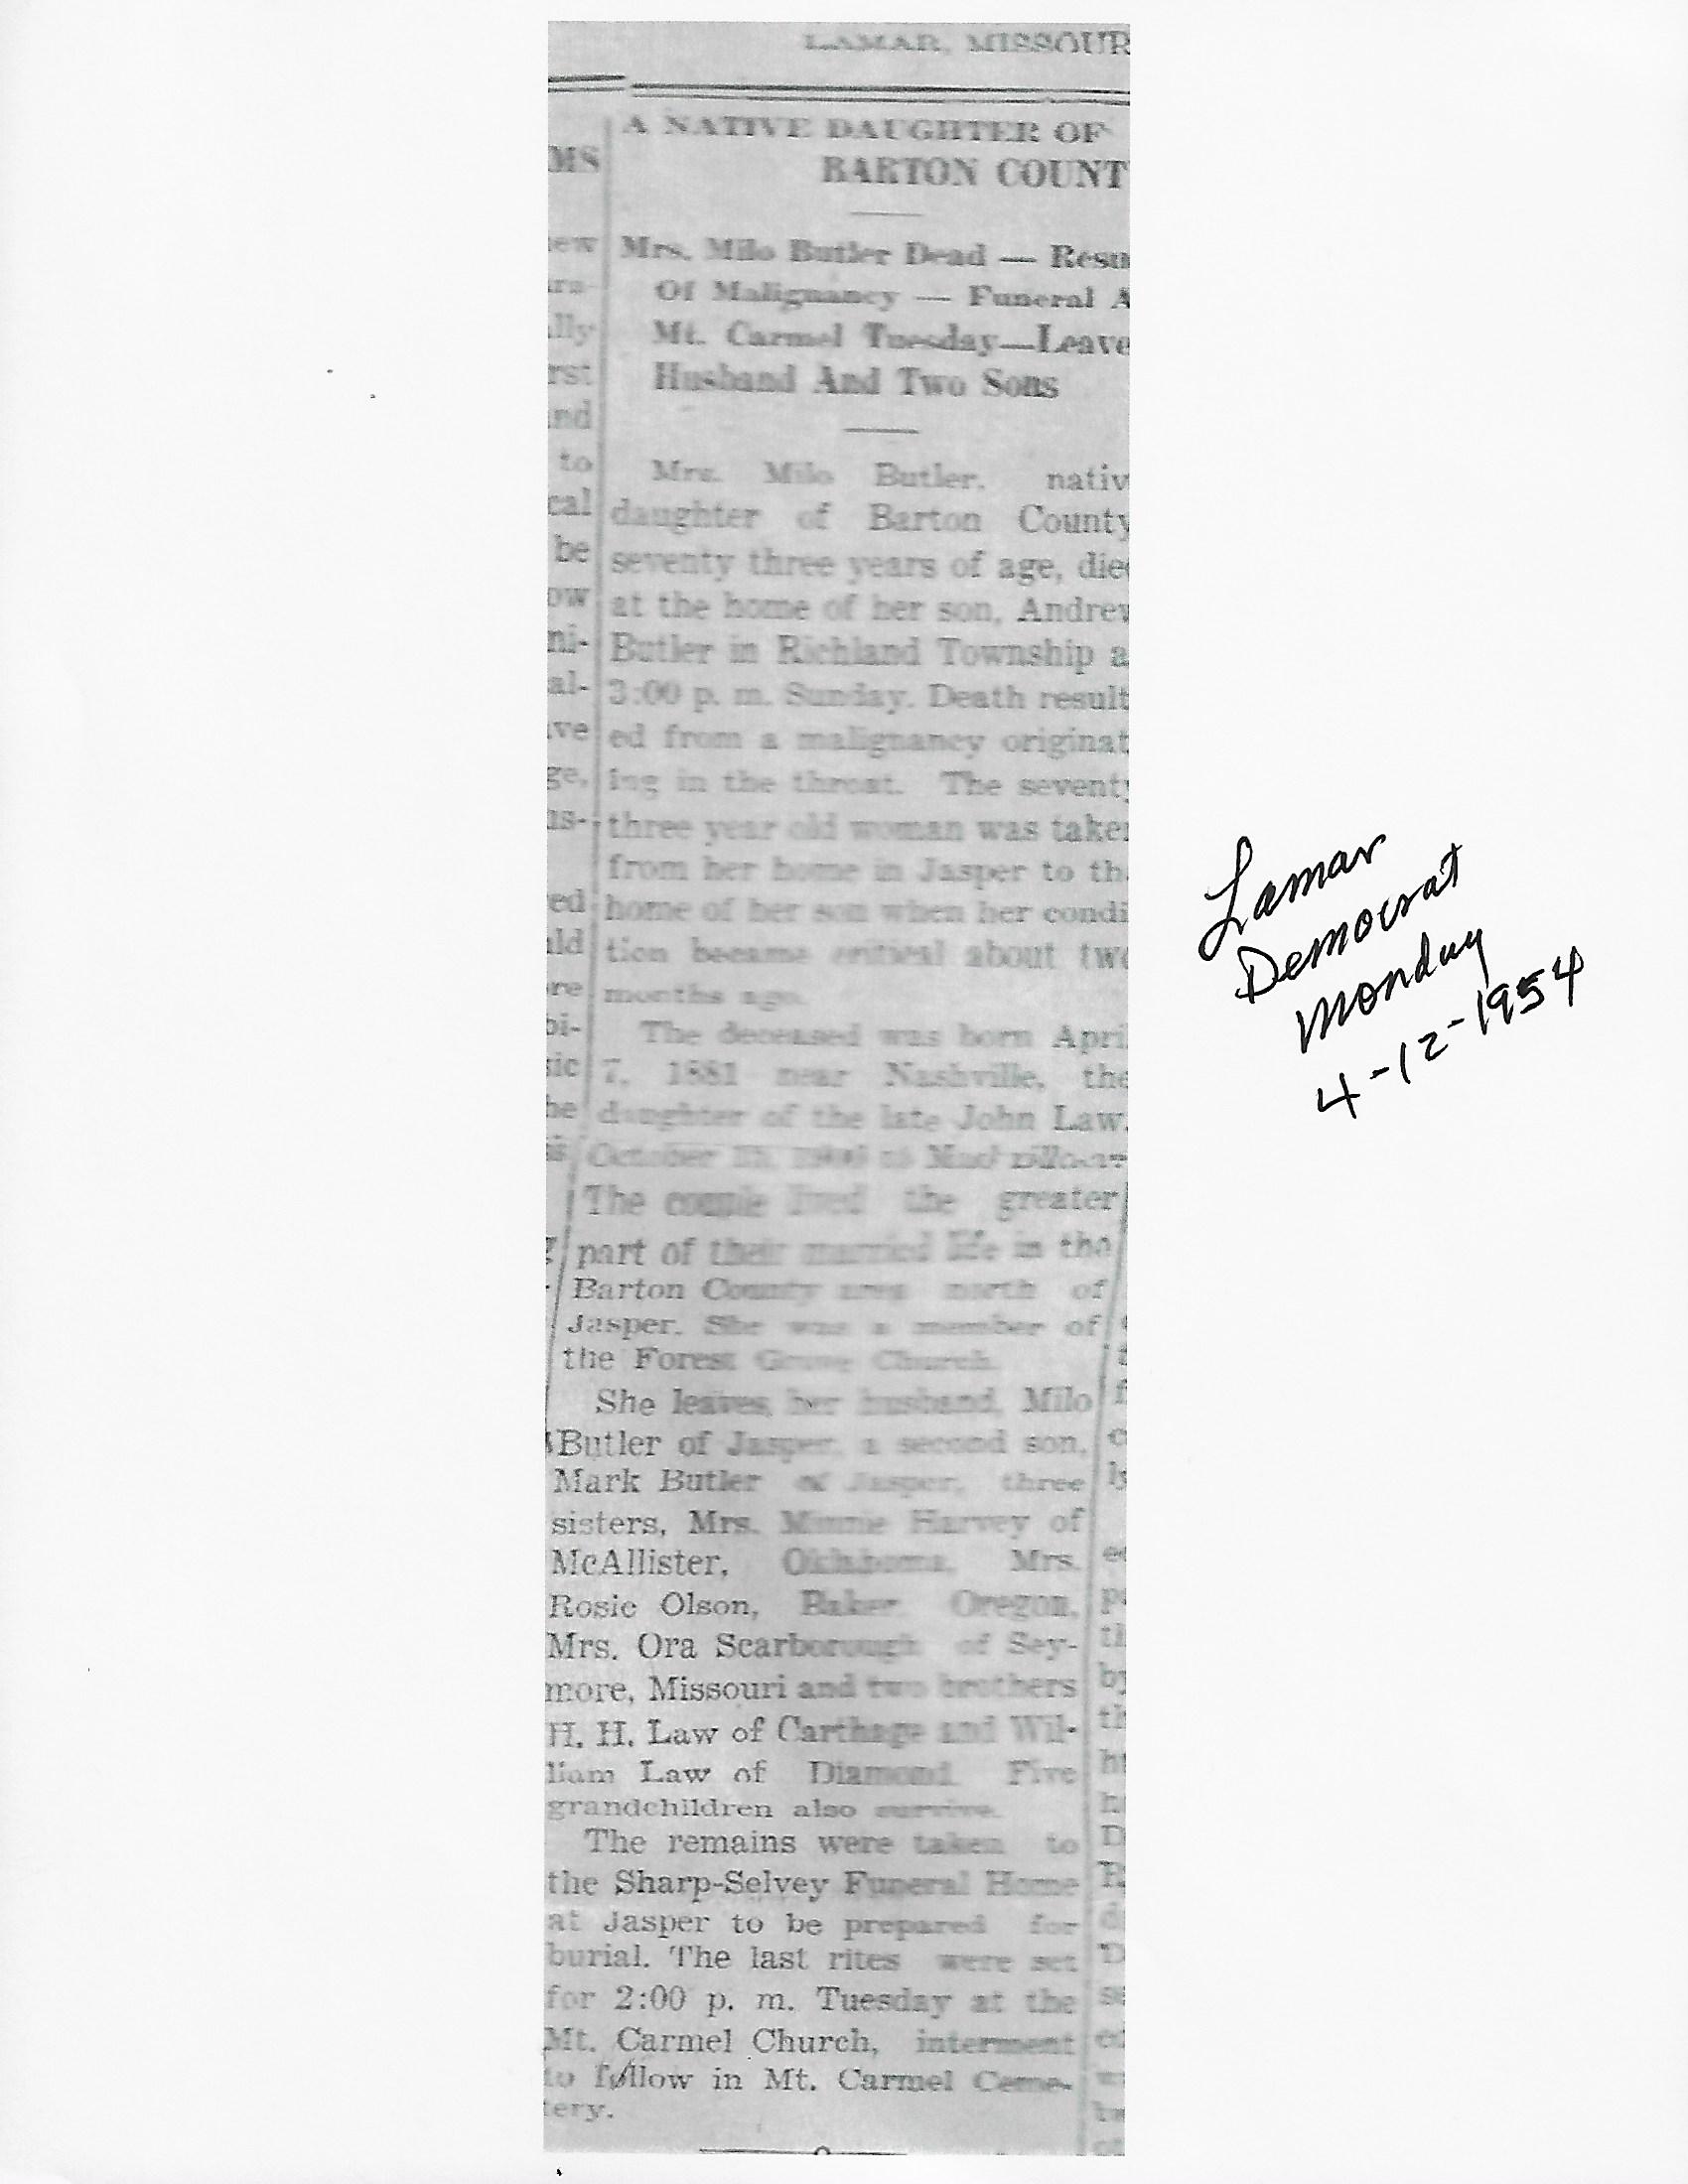 LAMAR, MISSOUR
A NATIVE DAUGHTER OF
BARTON COUNT
Mrs. Milo Butler Dead — Resu
Of Malignancy — Funeral A
Mt. Carmel Tuesday—Leave
Husband And Two Sons
Mrs. Milo Butler, nativ
daughter of Barton County
seventy three years of age, died
at the home of her son, Andrew
Butler in Richland Township a
3:00 p. m. Sunday. Death result
ed from a malignancy originat
ing in the throat. The seventy
three year old woman was taken
from her home in Jasper to th
home of her son when her condi
tion became critical about two
months ago.
The deceased was born April
7, 1881 near Nashville, the
daughter of the late John Law.
October to
The couple lived the greater
part of their married life in the
Barton County area north of
Jasper. She was a member of
the Forest Grove Church.
She leaves her husband, Milo
Butler of Jasper, a second son,
Mark Butler of Jasper, three
sisters, Mrs. Minnie Harvey of
McAllister, Oklahoma, Mrs.
Rosie Olson, Baker, Oregon,
Mrs. Ora Scarborough of Sey-
more, Missouri and two brothers
H. H. Law of Carthage and Wil-
liam Law of Diamond. Five
grandchildren also survive.
The remains were taken to
the Sharp-Selvey Funeral Home
at Jasper to be prepared for
burial. The last rites were set
for 2:00 p. m. Tuesday at the
Mt. Carmel Church, interment
to follow in Mt. Carmel Ceme-
tery.
Lamar
Democrat
Monday
4-12-1954